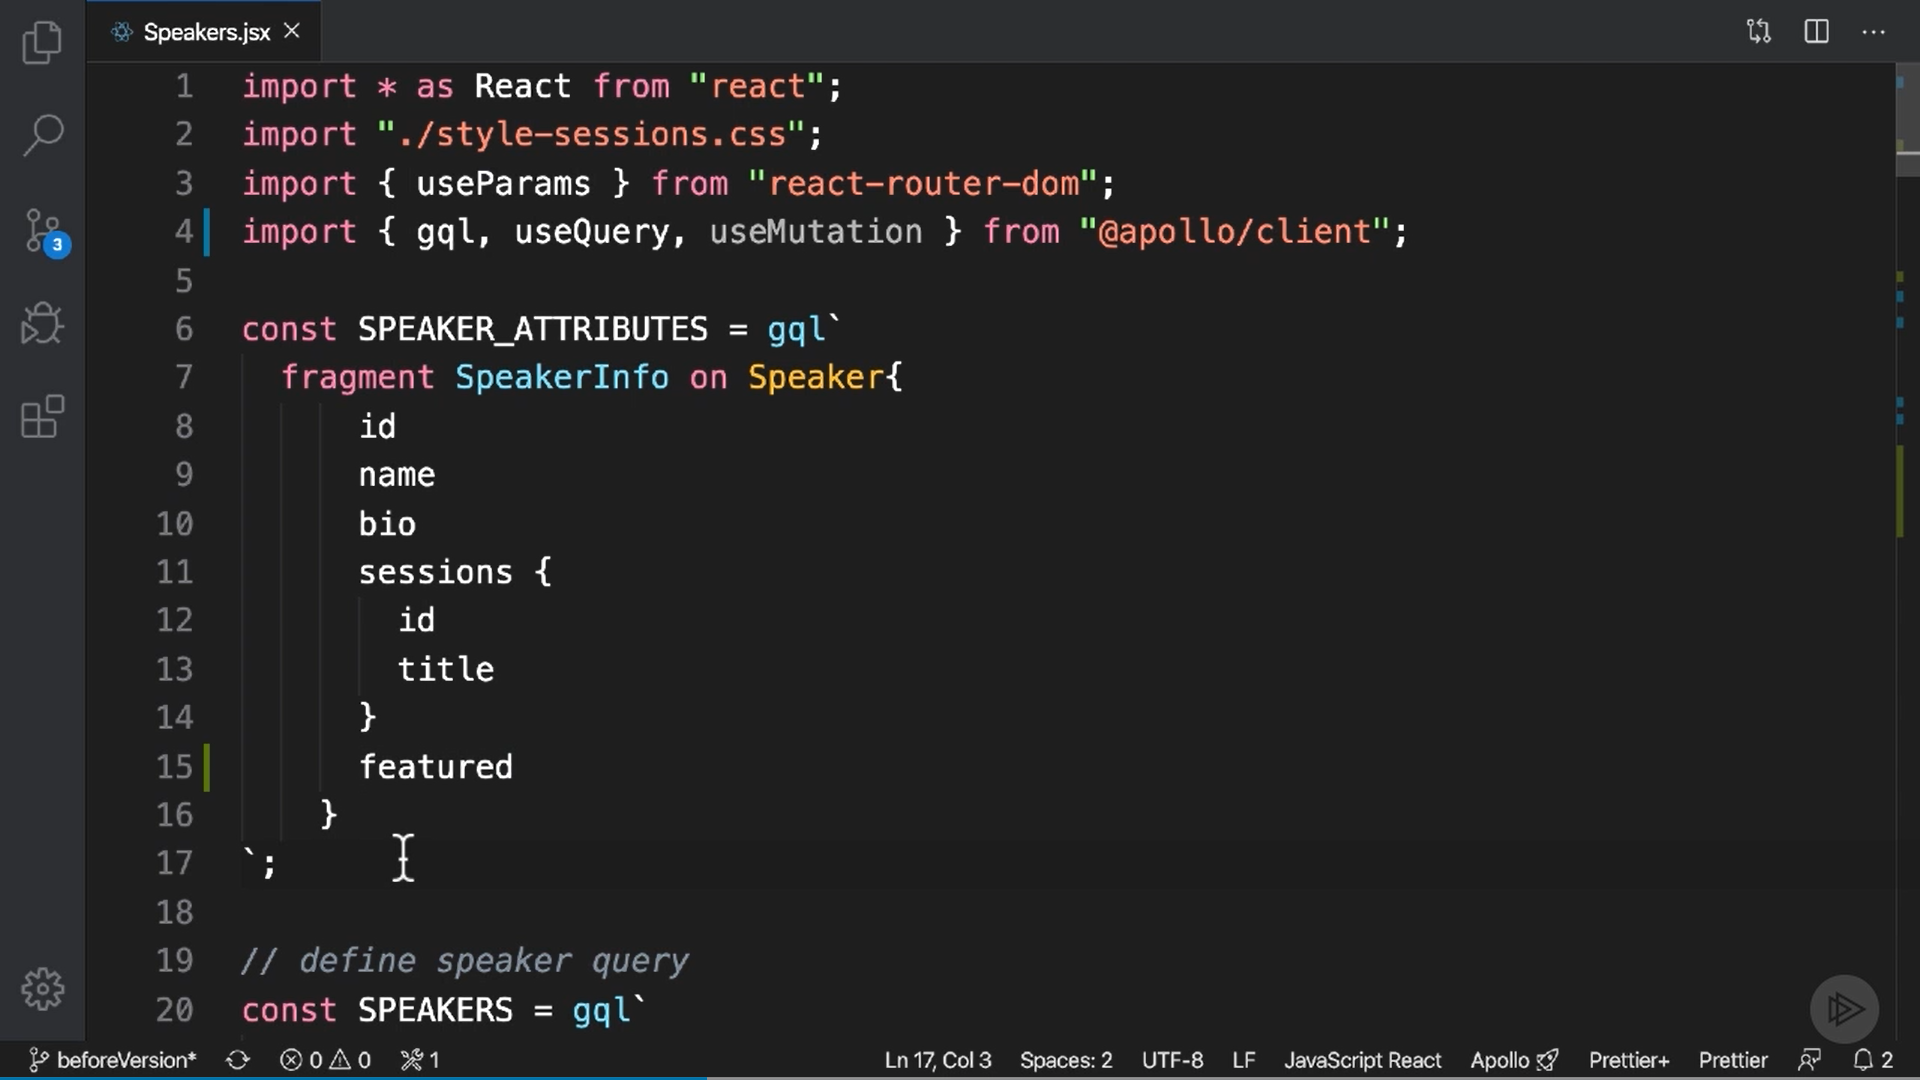 Speakers.jsx
1 import * as React from "react";
2 import "./style-sessions.css";
3 import { useParams } from "react-router-dom";
4 import { gql, useQuery, useMutation } from "@apollo/client";
5
6 const SPEAKER_ATTRIBUTES = gql`
7 fragment SpeakerInfo on Speaker{
8 id
9 name
10 bio
11 sessions {
12 id
13 title
14 }
15 featured
16 }
17 `;
18
19 // define speaker query
20 const SPEAKERS = gql`
3
beforeVersion* 0 0 1 Ln 17, Col 3 Spaces: 2 UTF-8 LF JavaScript React Apollo Prettier+ Prettier 2